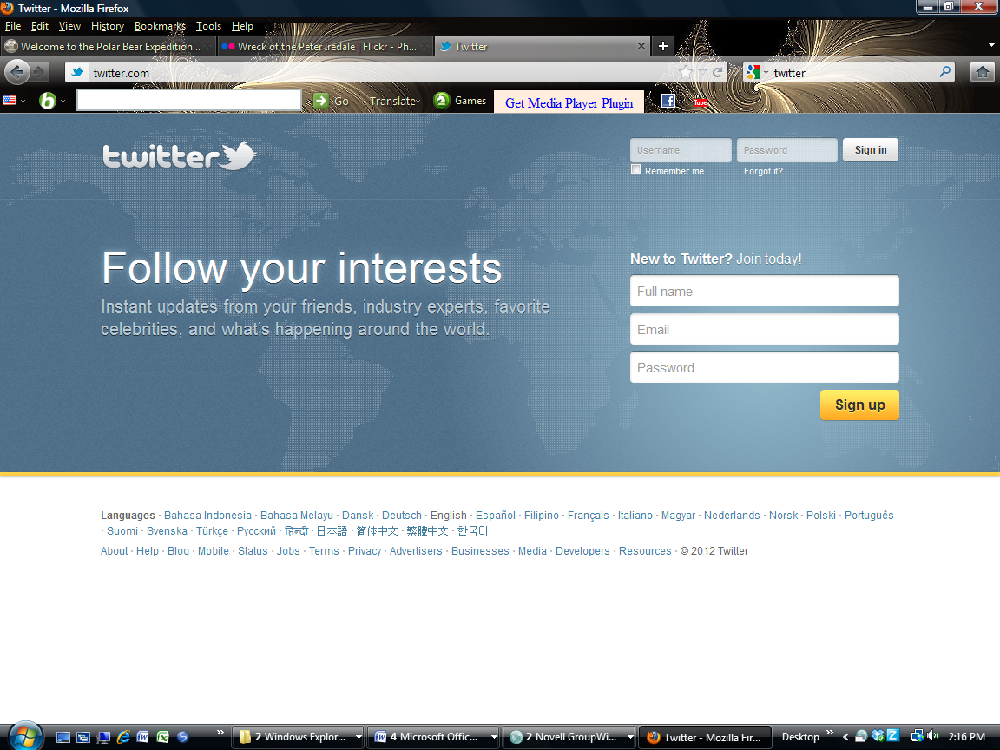 Twitter - Mozilla Firefox
File Edit View History Bookmarks Tools Help
Welcome to the Polar Bear Expedition... Wreck of the Peter Iredale | Flickr - Ph... Twitter
twitter.com twitter
Go Translate Games Get Media Player Plugin You Tube
twitter Username Password Sign in
Remember me Forgot it?
Follow your interests
Instant updates from your friends, industry experts, favorite
celebrities, and what's happening around the world.
New to Twitter? Join today!
Full name
Email
Password
Sign up
Languages · Bahasa Indonesia · Bahasa Melayu · Dansk · Deutsch · English · Español · Filipino · Français · Italiano · Magyar · Nederlands · Norsk · Polski · Português
· Suomi · Svenska · Türkçe · Русский · हिन्दी · 日本語 · 简体中文 · 繁體中文 · 한국어
About · Help · Blog · Mobile · Status · Jobs · Terms · Privacy · Advertisers · Businesses · Media · Developers · Resources · © 2012 Twitter
2 Windows Explor... 4 Microsoft Offic... 2 Novell GroupWi... Twitter - Mozilla Fir... Desktop 2:16 PM